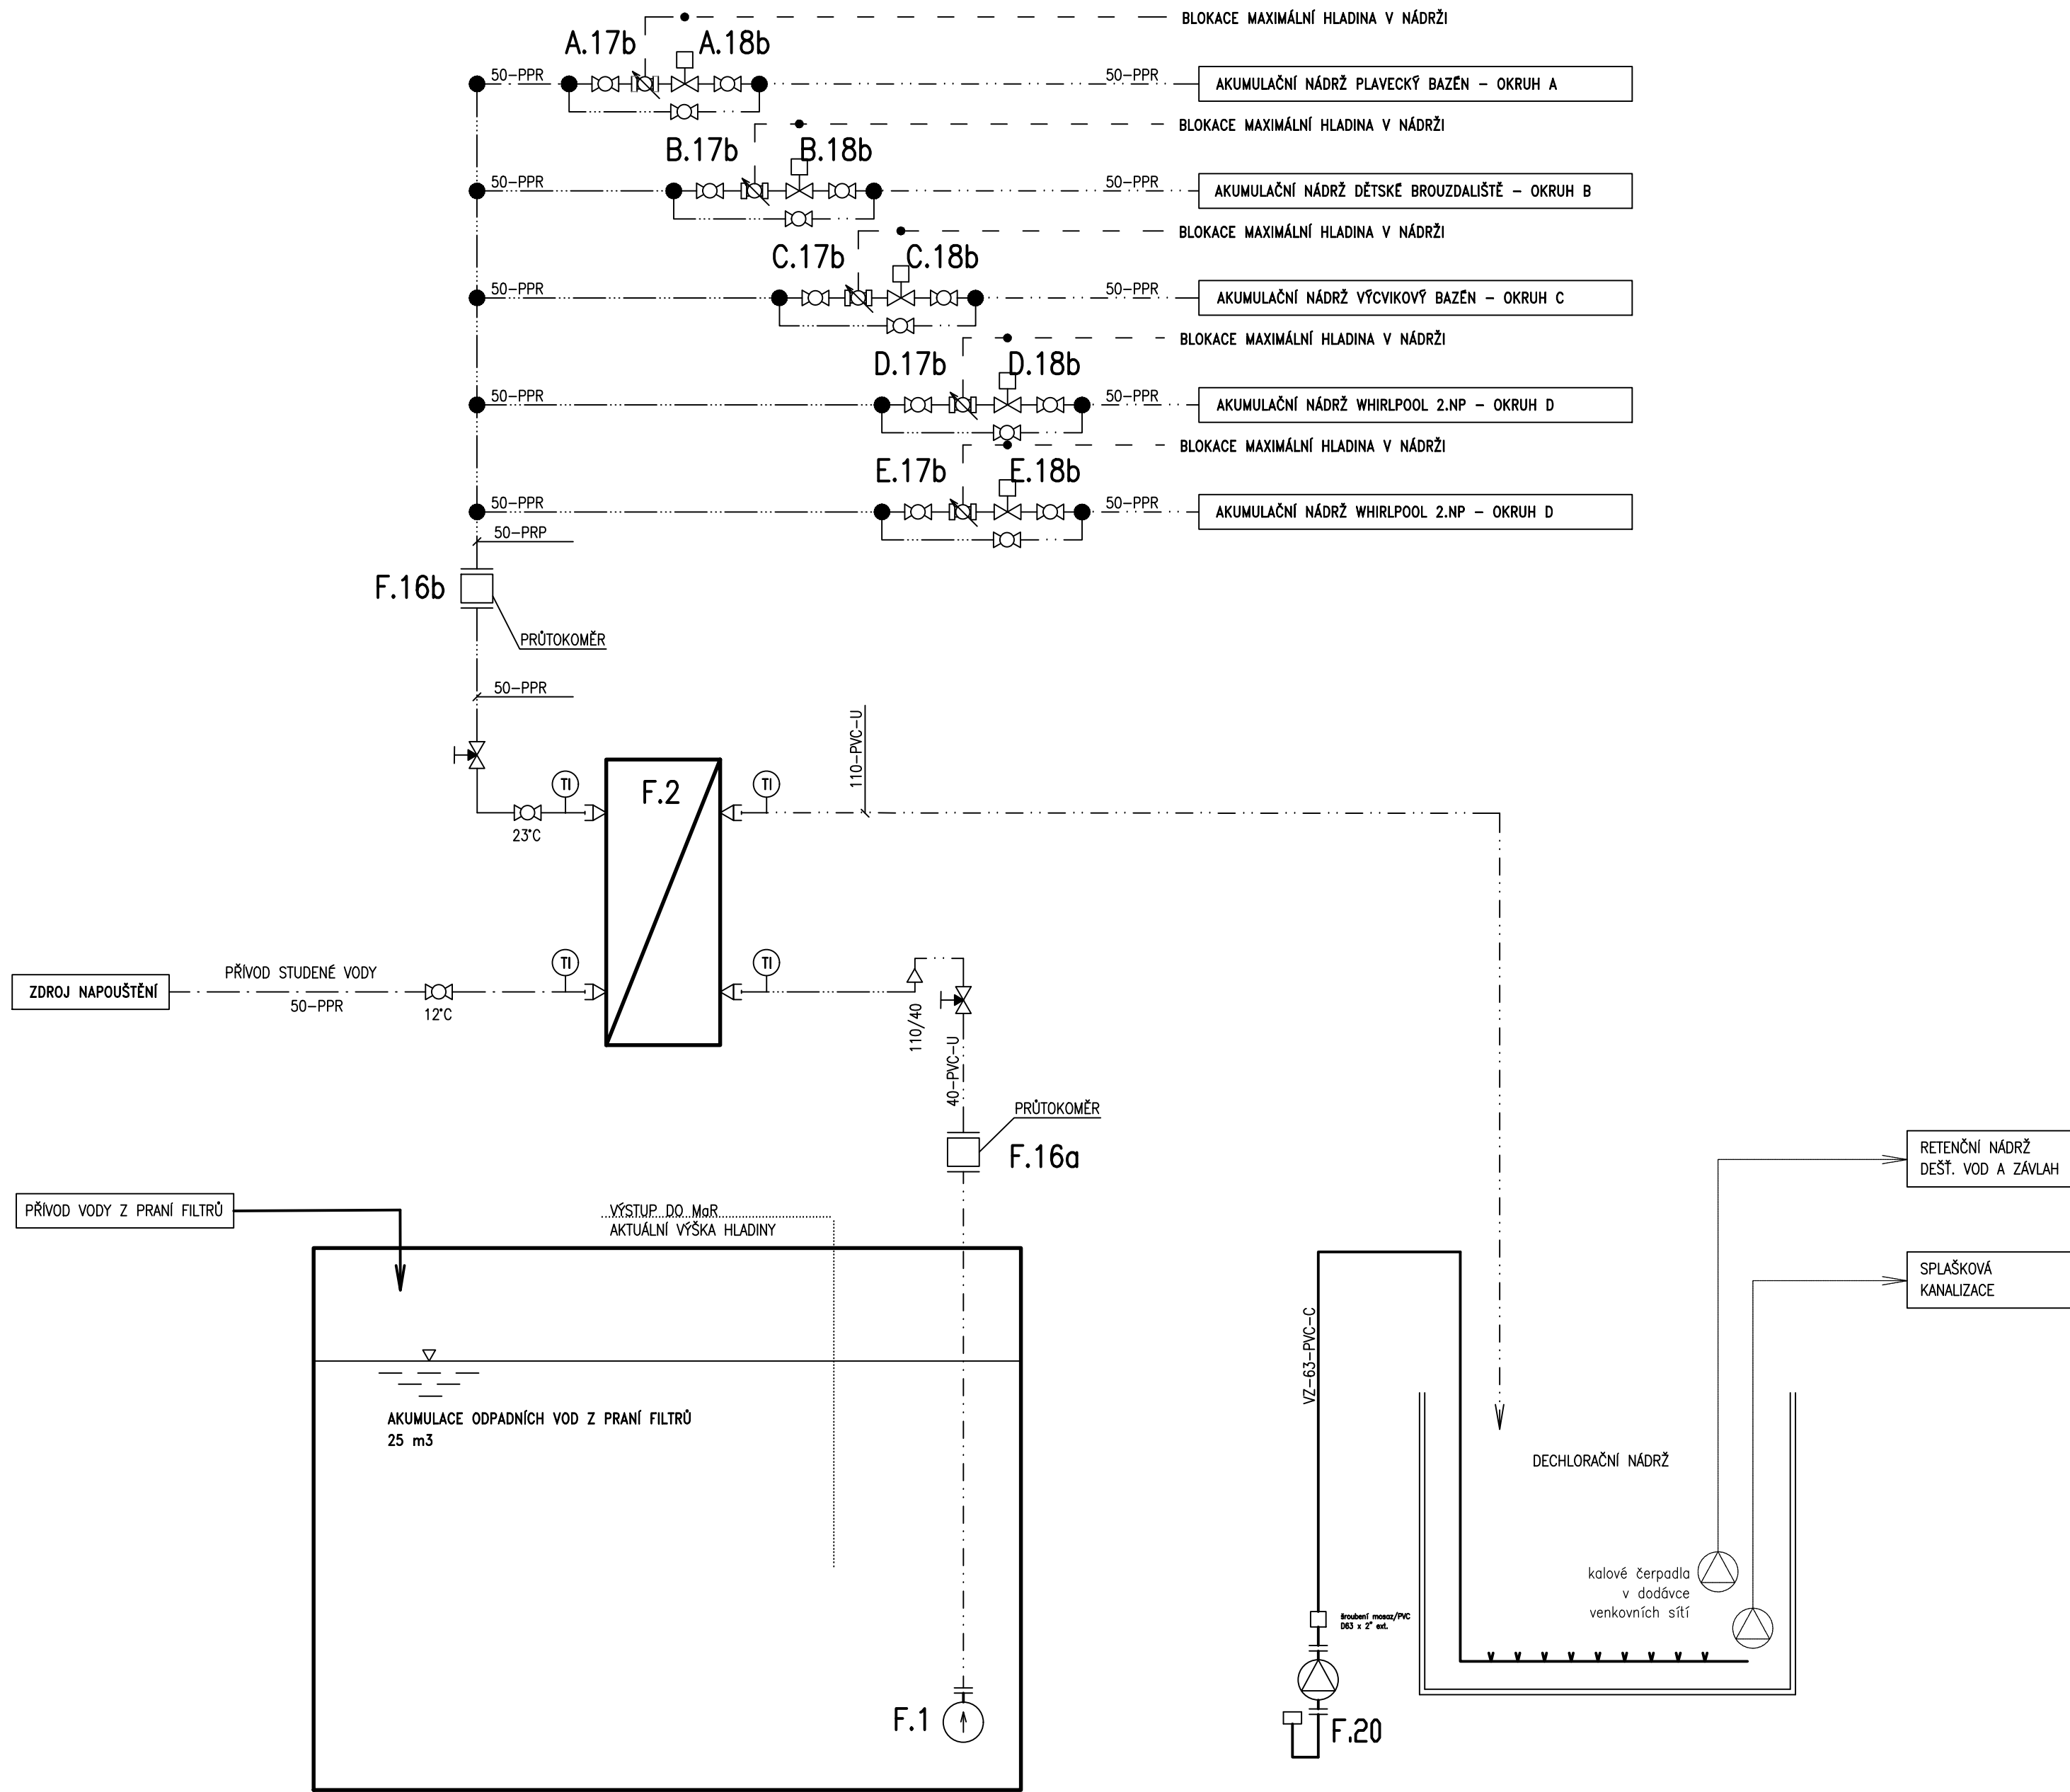 BLOKACE MAXIMÁLNÍ HLADINA V NÁDRŽI
A.17b
A.18b
50-PPR
50-PPR
AKUMULAČNÍ NÁDRŽ PLAVECKÝ BAZÉN - OKRUH A
BLOKACE MAXIMÁLNÍ HLADINA V NÁDRŽI
B.17b
B.18b
50-PPR
50-PPR
AKUMULAČNÍ NÁDRŽ DĚTSKÉ BROUZDALIŠTĚ - OKRUH B
BLOKACE MAXIMÁLNÍ HLADINA V NÁDRŽI
C.17b
C.18b
50-PPR
50-PPR
AKUMULAČNÍ NÁDRŽ VÝCVIKOVÝ BAZÉN - OKRUH C
BLOKACE MAXIMÁLNÍ HLADINA V NÁDRŽI
D.17b
D.18b
50-PPR
50-PPR
AKUMULAČNÍ NÁDRŽ WHIRLPOOL 2.NP - OKRUH D
BLOKACE MAXIMÁLNÍ HLADINA V NÁDRŽI
E.17b
E.18b
50-PPR
50-PPR
AKUMULAČNÍ NÁDRŽ WHIRLPOOL 2.NP - OKRUH D
50-PRP
F.16b
PRŮTOKOMĚR
50-PPR
110-PVC-U
TI
F.2
TI
23°C
PŘÍVOD STUDENÉ VODY
TI
TI
ZDROJ NAPOUŠTĚNÍ
50-PPR
12°C
110/40
40-PVC-U
PRŮTOKOMĚR
F.16a
RETENČNÍ NÁDRŽ
DEŠŤ. VOD A ZÁVLAH
PŘÍVOD VODY Z PRANÍ FILTRŮ
VÝSTUP DO MaR
AKTUÁLNÍ VÝŠKA HLADINY
SPLAŠKOVÁ
KANALIZACE
VZ-63-PVC-C
AKUMULACE ODPADNÍCH VOD Z PRANÍ FILTRŮ
25 m3
DECHLORAČNÍ NÁDRŽ
kalové čerpadla
v dodávce
venkovních sítí
šroubení mosaz/PVC
D63 x 2" ext.
F.1
F.20